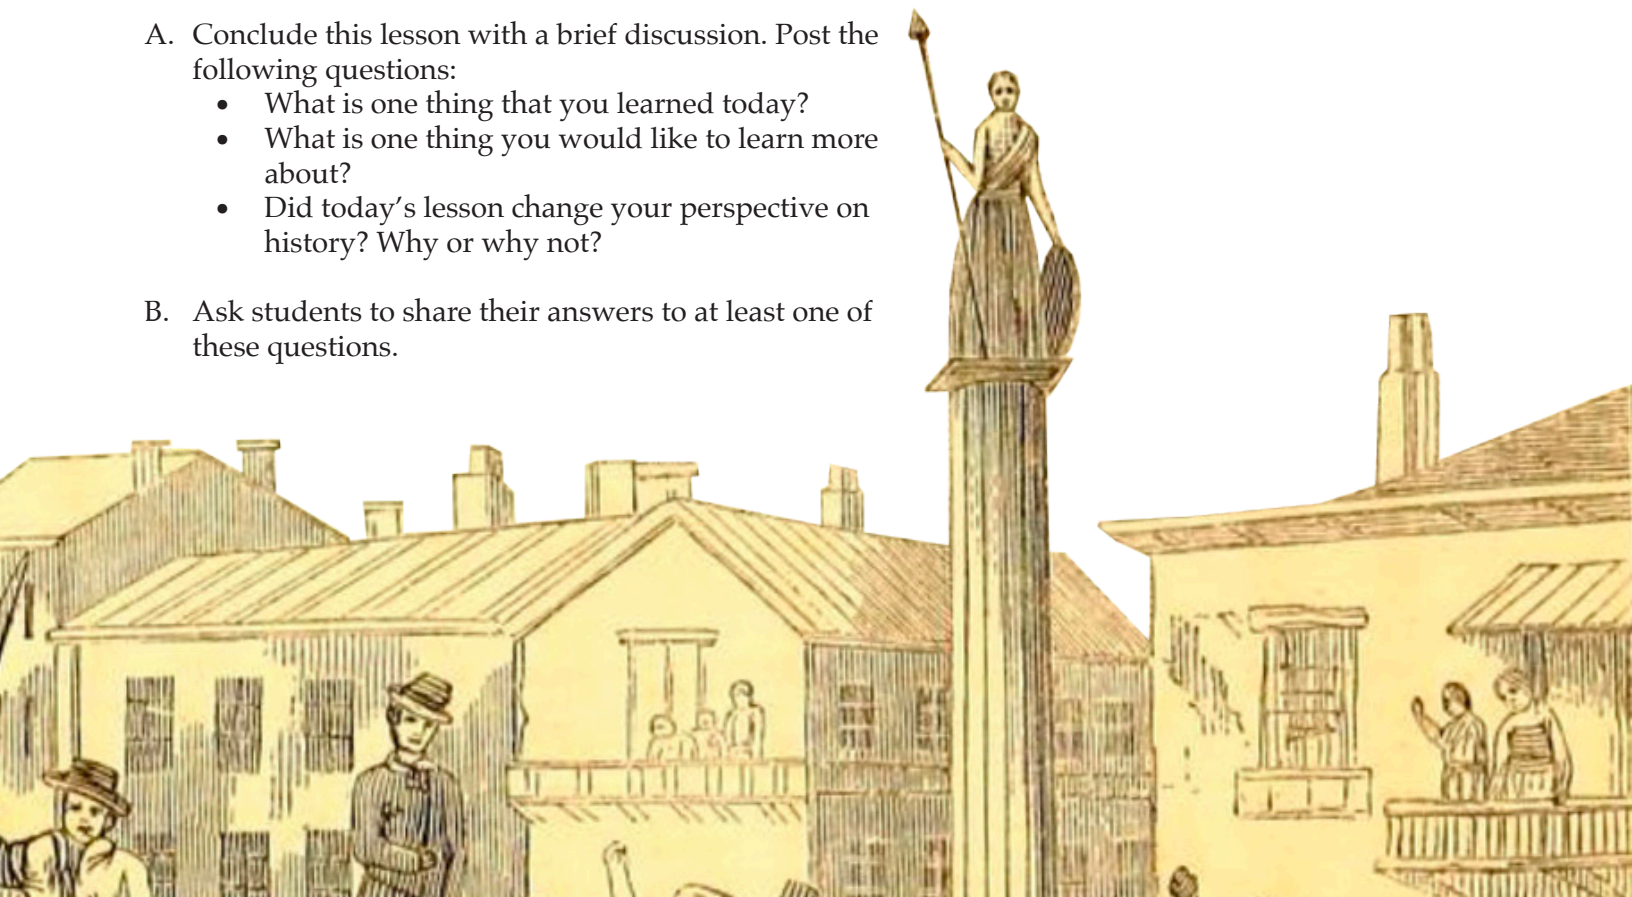 A. Conclude this lesson with a brief discussion. Post the
following questions:
• What is one thing that you learned today?
• What is one thing you would like to learn more
about?
• Did today’s lesson change your perspective on
history? Why or why not?
B. Ask students to share their answers to at least one of
these questions.